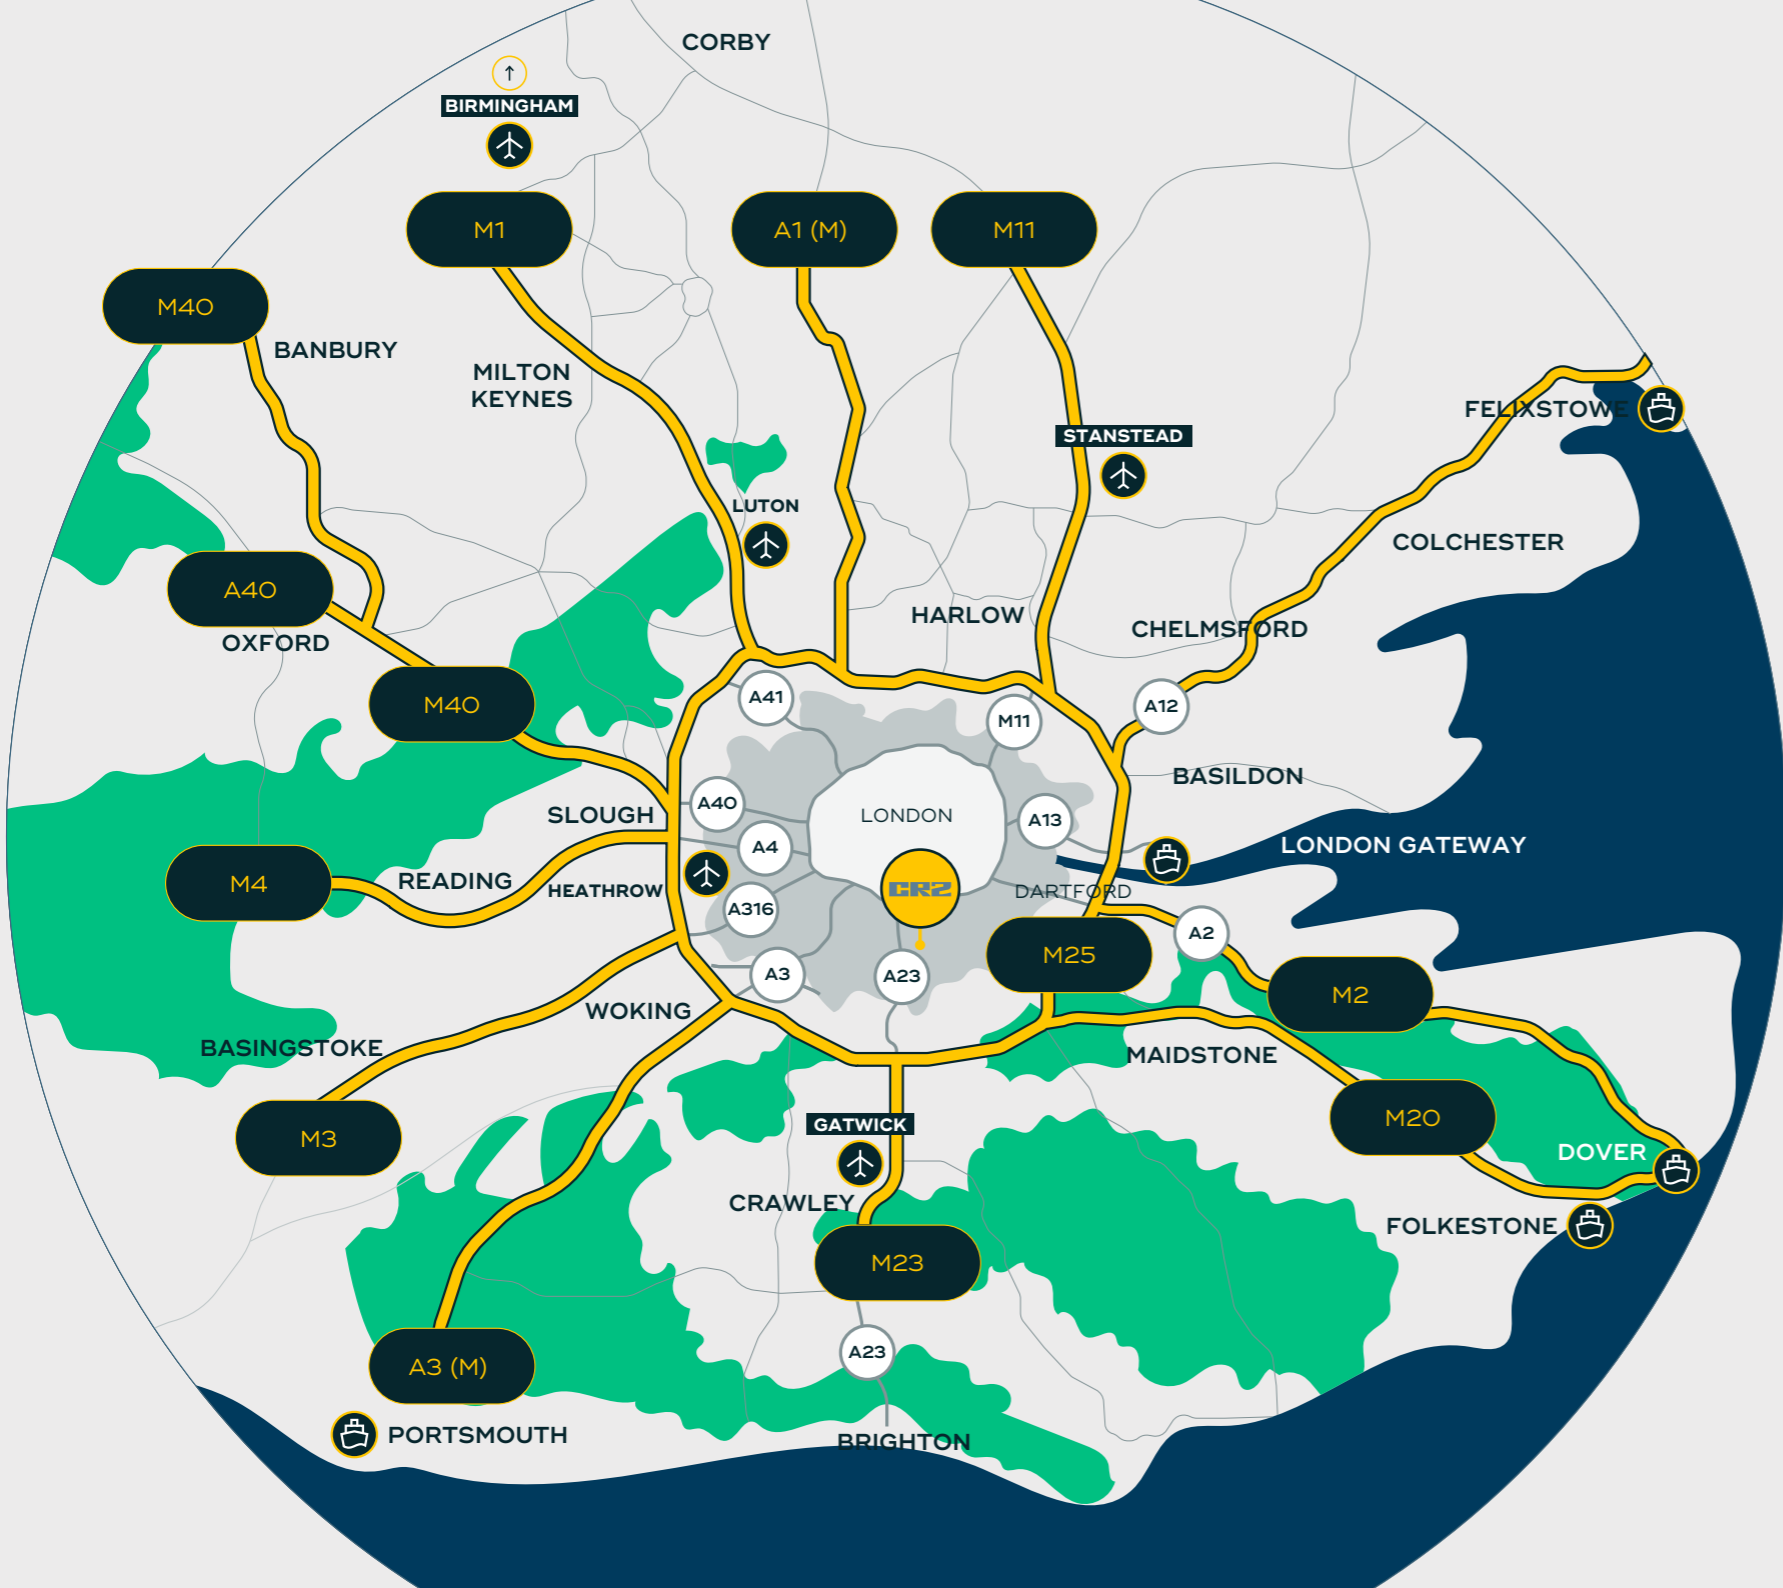 CORBY
BIRMINGHAM
M1
A1 (M)
M11
M40
BANBURY
MILTON
KEYNES
FELIXSTOWE
STANSTEAD
LUTON
COLCHESTER
A40
HARLOW
CHELMSFORD
OXFORD
M40
A41
M11
A12
BASILDON
A40
SLOUGH
LONDON
A13
A4
LONDON GATEWAY
M4
READING
HEATHROW
CR2
DARTFORD
A316
A2
M25
A3
A23
M2
WOKING
BASINGSTOKE
MAIDSTONE
M20
GATWICK
M3
DOVER
CRAWLEY
FOLKESTONE
M23
A23
A3 (M)
PORTSMOUTH
BRIGHTON